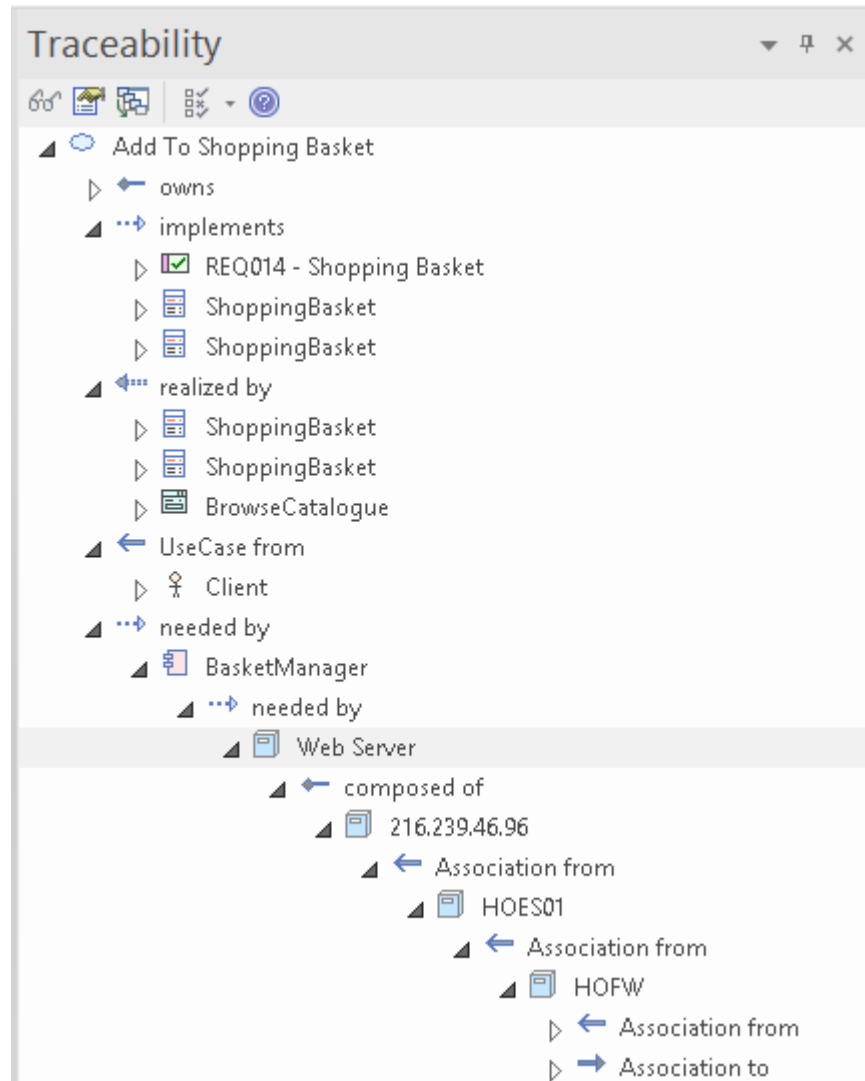 Traceability
Add To Shopping Basket
owns
implements
REQ014 - Shopping Basket
ShoppingBasket
ShoppingBasket
realized by
ShoppingBasket
ShoppingBasket
BrowseCatalogue
UseCase from
Client
needed by
BasketManager
needed by
Web Server
composed of
216.239.46.96
Association from
HOES01
Association from
HOFW
Association from
Association to